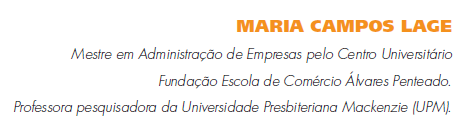 MARIA CAMPOS LAGE
Mestre em Administração de Empresas pelo Centro Universitário
Fundação Escola de Comércio Álvares Penteado.
Professora pesquisadora da Universidade Presbiteriana Mackenzie (UPM).